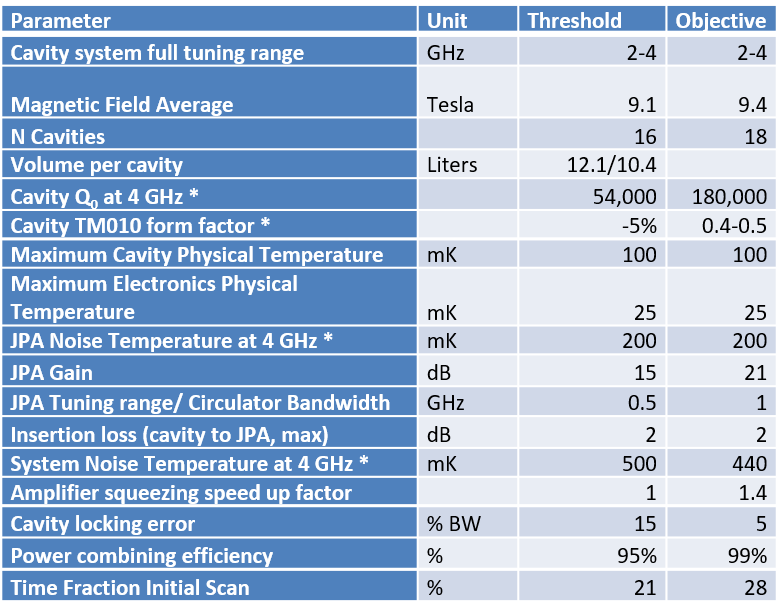 Parameter Unit Threshold Objective
Cavity system full tuning range GHz 2-4 2-4
Magnetic Field Average Tesla 9.1 9.4
N Cavities 16 18
Volume per cavity Liters 12.1/10.4
Cavity Q0 at 4 GHz * 54,000 180,000
Cavity TM010 form factor * -5% 0.4-0.5
Maximum Cavity Physical Temperature mK 100 100
Maximum Electronics Physical
Temperature mK 25 25
JPA Noise Temperature at 4 GHz * mK 200 200
JPA Gain dB 15 21
JPA Tuning range/ Circulator Bandwidth GHz 0.5 1
Insertion loss (cavity to JPA, max) dB 2 2
System Noise Temperature at 4 GHz * mK 500 440
Amplifier squeezing speed up factor 1 1.4
Cavity locking error % BW 15 5
Power combining efficiency % 95% 99%
Time Fraction Initial Scan % 21 28